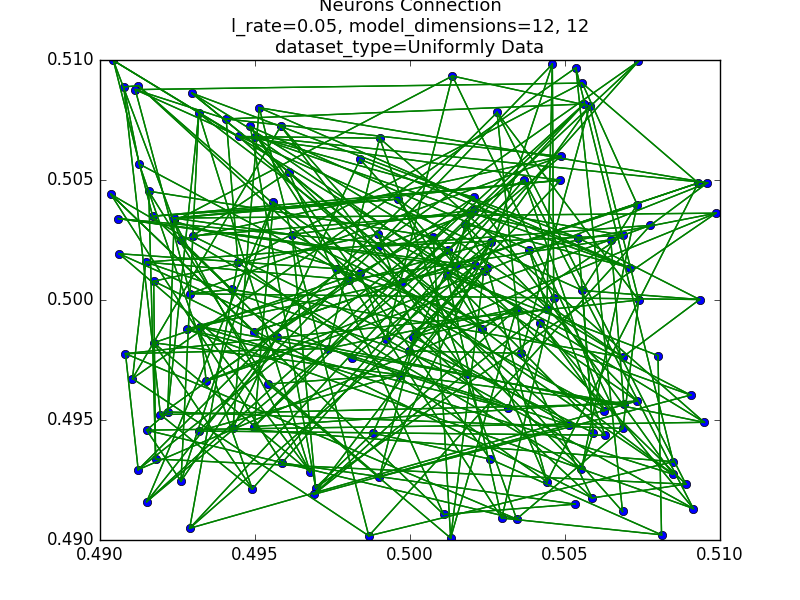 Neurons Connection
l_rate=0.05, model_dimensions=12, 12
dataset_type=Uniformly Data
0.510
0.505
0.500
0.495
0.490
0.490 0.495 0.500 0.505 0.510